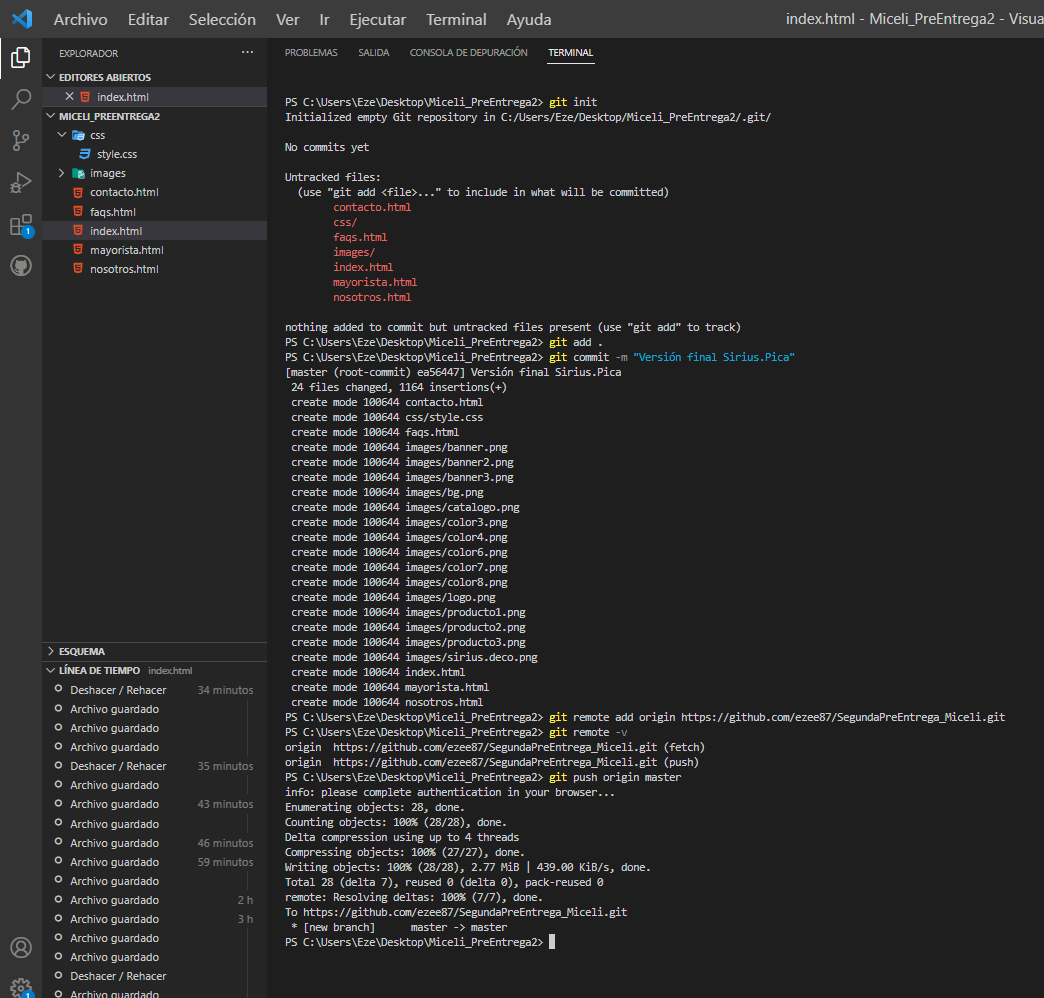 Archivo Editar Selección Ver Ir Ejecutar Terminal Ayuda index.html - Miceli_PreEntrega2 - Visua
EXPLORADOR ...
EDITORES ABIERTOS
index.html
MICELI_PREENTREGA2
css
style.css
images
contacto.html
faqs.html
index.html
mayorista.html
nosotros.html
ESQUEMA
LÍNEA DE TIEMPO index.html
Deshacer / Rehacer 34 minutos
Archivo guardado
Archivo guardado
Archivo guardado
Deshacer / Rehacer 35 minutos
Archivo guardado
Archivo guardado 43 minutos
Archivo guardado
Archivo guardado 46 minutos
Archivo guardado 59 minutos
Archivo guardado
Archivo guardado 2 h
Archivo guardado 3 h
Archivo guardado
Archivo guardado
Deshacer / Rehacer
Archivo guardado
1
1
PROBLEMAS SALIDA CONSOLA DE DEPURACIÓN TERMINAL
PS C:\Users\Eze\Desktop\Miceli_PreEntrega2> git init
Initialized empty Git repository in C:/Users/Eze/Desktop/Miceli_PreEntrega2/.git/
No commits yet
Untracked files:
(use "git add <file>..." to include in what will be committed)
contacto.html
css/
faqs.html
images/
index.html
mayorista.html
nosotros.html
nothing added to commit but untracked files present (use "git add" to track)
PS C:\Users\Eze\Desktop\Miceli_PreEntrega2> git add .
PS C:\Users\Eze\Desktop\Miceli_PreEntrega2> git commit -m "Versión final Sirius.Pica"
[master (root-commit) ea56447] Versión final Sirius.Pica
24 files changed, 1164 insertions(+)
create mode 100644 contacto.html
create mode 100644 css/style.css
create mode 100644 faqs.html
create mode 100644 images/banner.png
create mode 100644 images/banner2.png
create mode 100644 images/banner3.png
create mode 100644 images/bg.png
create mode 100644 images/catalogo.png
create mode 100644 images/color3.png
create mode 100644 images/color4.png
create mode 100644 images/color6.png
create mode 100644 images/color7.png
create mode 100644 images/color8.png
create mode 100644 images/logo.png
create mode 100644 images/producto1.png
create mode 100644 images/producto2.png
create mode 100644 images/producto3.png
create mode 100644 images/sirius.deco.png
create mode 100644 index.html
create mode 100644 mayorista.html
create mode 100644 nosotros.html
PS C:\Users\Eze\Desktop\Miceli_PreEntrega2> git remote add origin https://github.com/ezee87/SegundaPreEntrega_Miceli.git
PS C:\Users\Eze\Desktop\Miceli_PreEntrega2> git remote -v
origin https://github.com/ezee87/SegundaPreEntrega_Miceli.git (fetch)
origin https://github.com/ezee87/SegundaPreEntrega_Miceli.git (push)
PS C:\Users\Eze\Desktop\Miceli_PreEntrega2> git push origin master
info: please complete authentication in your browser...
Enumerating objects: 28, done.
Counting objects: 100% (28/28), done.
Delta compression using up to 4 threads
Compressing objects: 100% (27/27), done.
Writing objects: 100% (28/28), 2.77 MiB | 439.00 KiB/s, done.
Total 28 (delta 7), reused 0 (delta 0), pack-reused 0
remote: Resolving deltas: 100% (7/7), done.
To https://github.com/ezee87/SegundaPreEntrega_Miceli.git
* [new branch] master -> master
PS C:\Users\Eze\Desktop\Miceli_PreEntrega2>